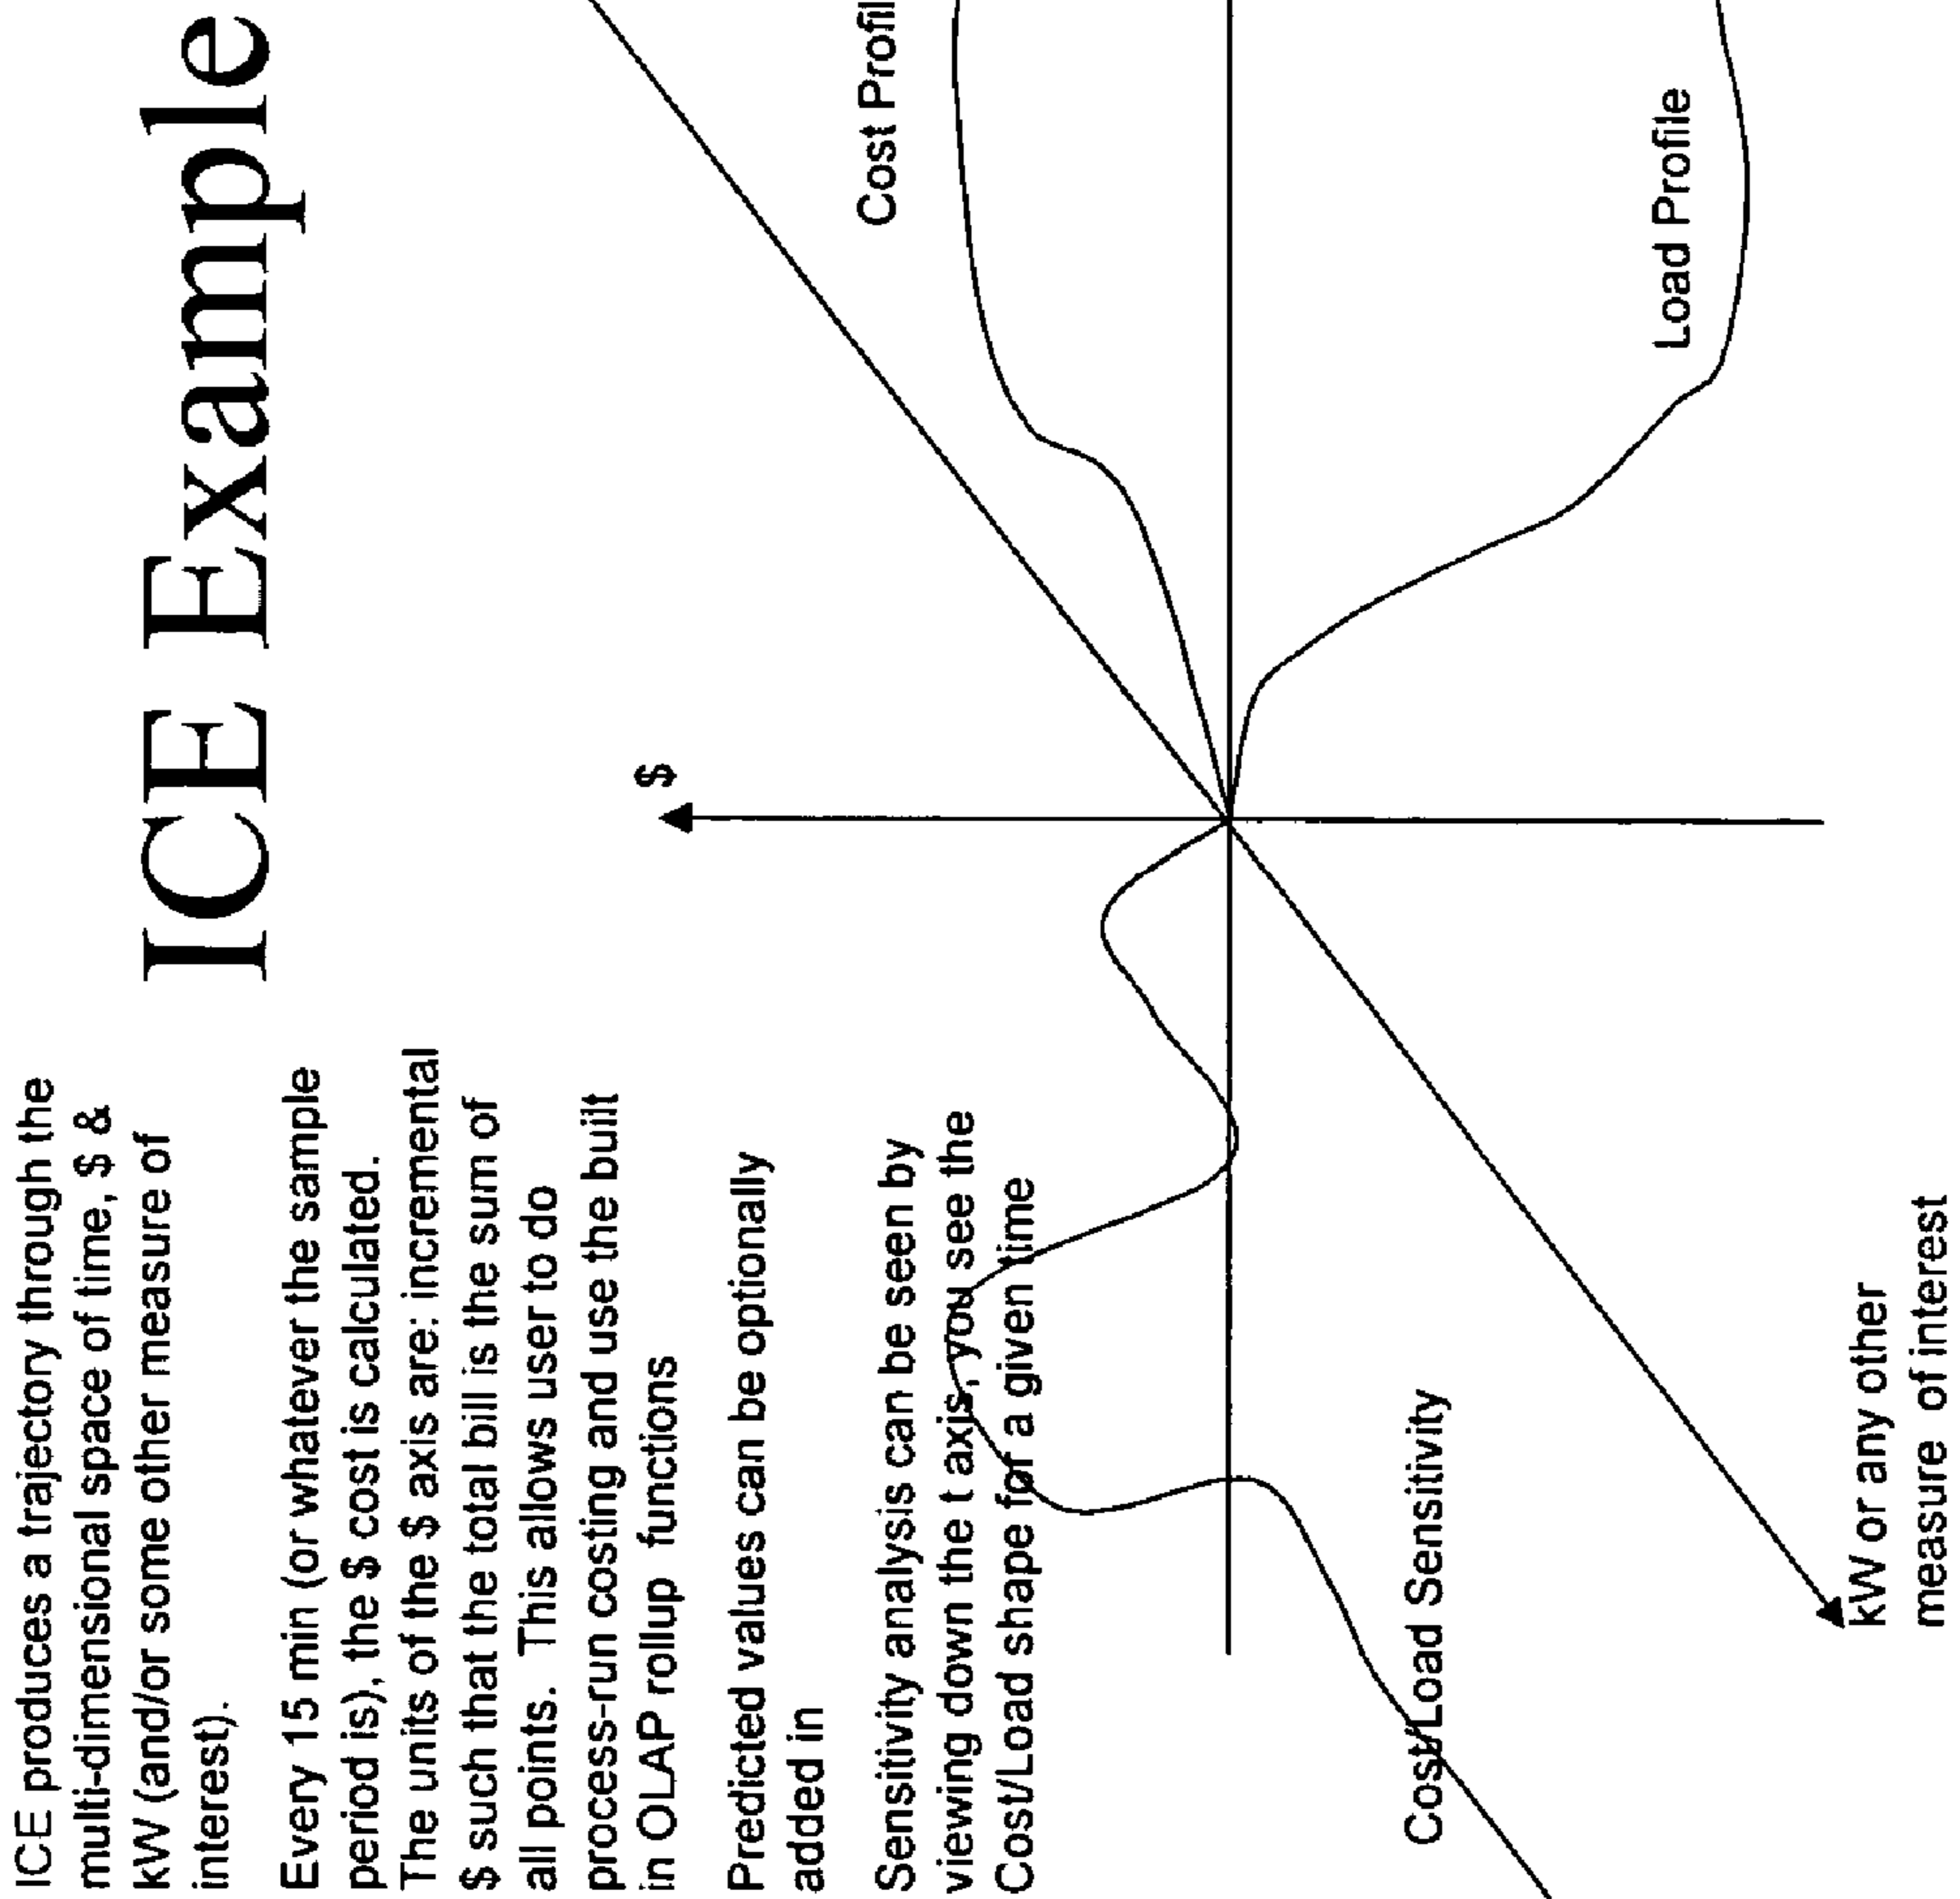 ICE Example
ICE produces a trajectory through the
multi-dimensional space of time, $ &
kW (and/or some other measure of
interest).
Every 15 min (or whatever the sample
period is), the $ cost is calculated.
The units of the $ axis are: incremental
$ such that the total bill is the sum of
all points. This allows user to do
process-run costing and use the built
in OLAP rollup functions
Predicted values can be optionally
added in
Sensitivity analysis can be seen by
viewing down the t axis, you see the
Cost/Load shape for a given time
$
Cost Profil
Load Profile
Cost/Load Sensitivity
kW or any other
measure of interest